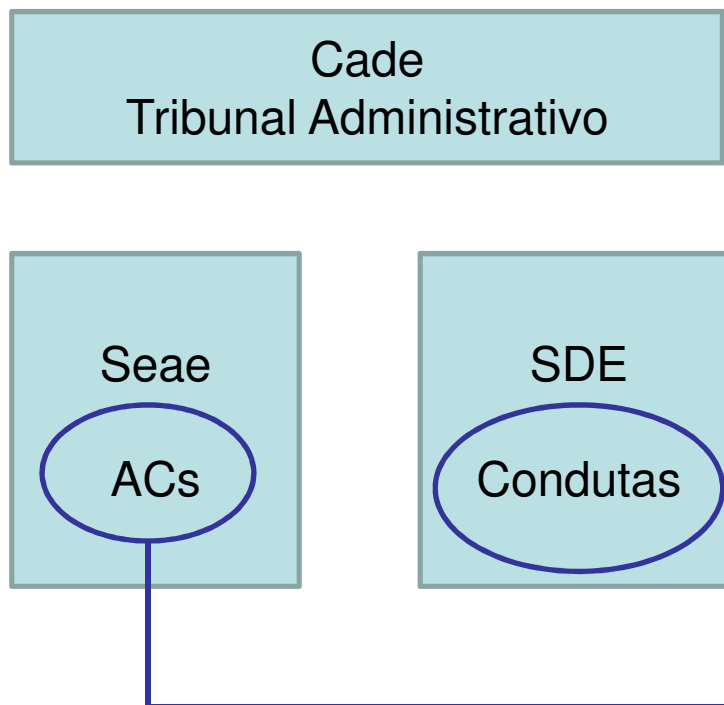 Cade
Tribunal Administrativo
Seae
SDE
ACs
Condutas